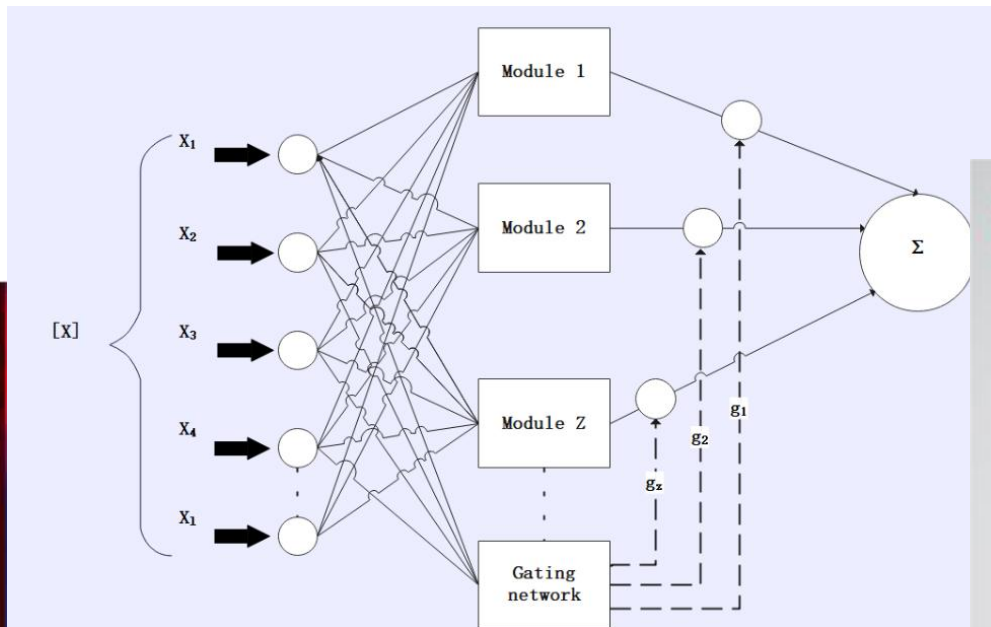 Module 1
X1
X2
Module 2
Σ
[X]
X3
g1
X4
Module Z
g2
gz
X1
Gating
network